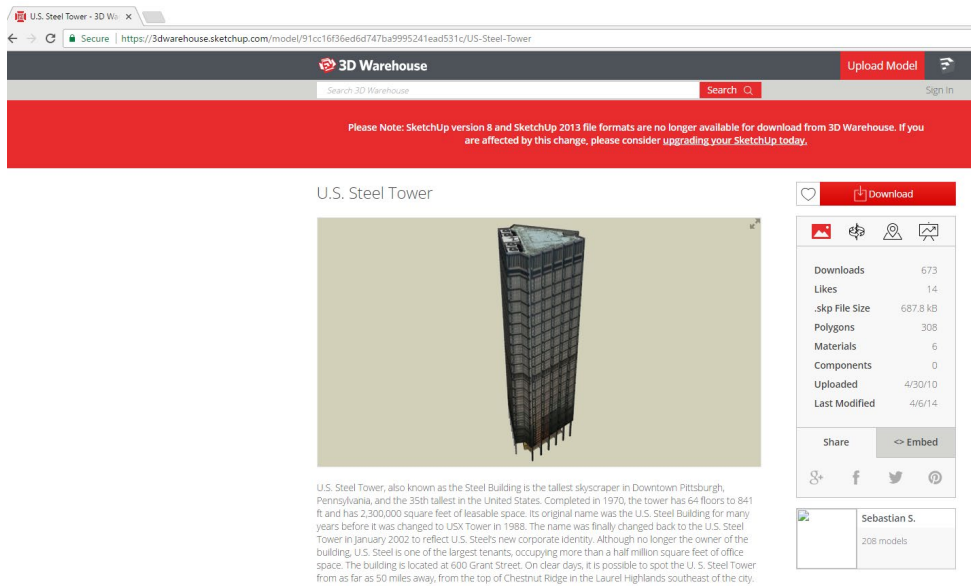 U.S. Steel Tower - 3D Wa
Secure | https://3dwarehouse.sketchup.com/model/91cc16f36ed6d747ba9995241ead531c/US-Steel-Tower
3D Warehouse
Upload Model
Search 3D Warehouse
Search
Sign In
Please Note: SketchUp version 8 and SketchUp 2013 file formats are no longer available for download from 3D Warehouse. If you
are affected by this change, please consider upgrading your SketchUp today.
U.S. Steel Tower
Download
Downloads 673
Likes 14
.skp File Size 687.8 kB
Polygons 308
Materials 6
Components 0
Uploaded 4/30/10
Last Modified 4/6/14
Share
<> Embed
Sebastian S.
208 models
U.S. Steel Tower, also known as the Steel Building is the tallest skyscraper in Downtown Pittsburgh,
Pennsylvania, and the 35th tallest in the United States. Completed in 1970, the tower has 64 floors to 841
ft and has 2,300,000 square feet of leasable space. Its original name was the U.S. Steel Building for many
years before it was changed to USX Tower in 1988. The name was finally changed back to the U.S. Steel
Tower in January 2002 to reflect U.S. Steel's new corporate identity. Although no longer the owner of the
building, U.S. Steel is one of the largest tenants, occupying more than a half million square feet of office
space. The building is located at 600 Grant Street. On clear days, it is possible to spot the U. S. Steel Tower
from as far as 50 miles away, from the top of Chestnut Ridge in the Laurel Highlands southeast of the city.